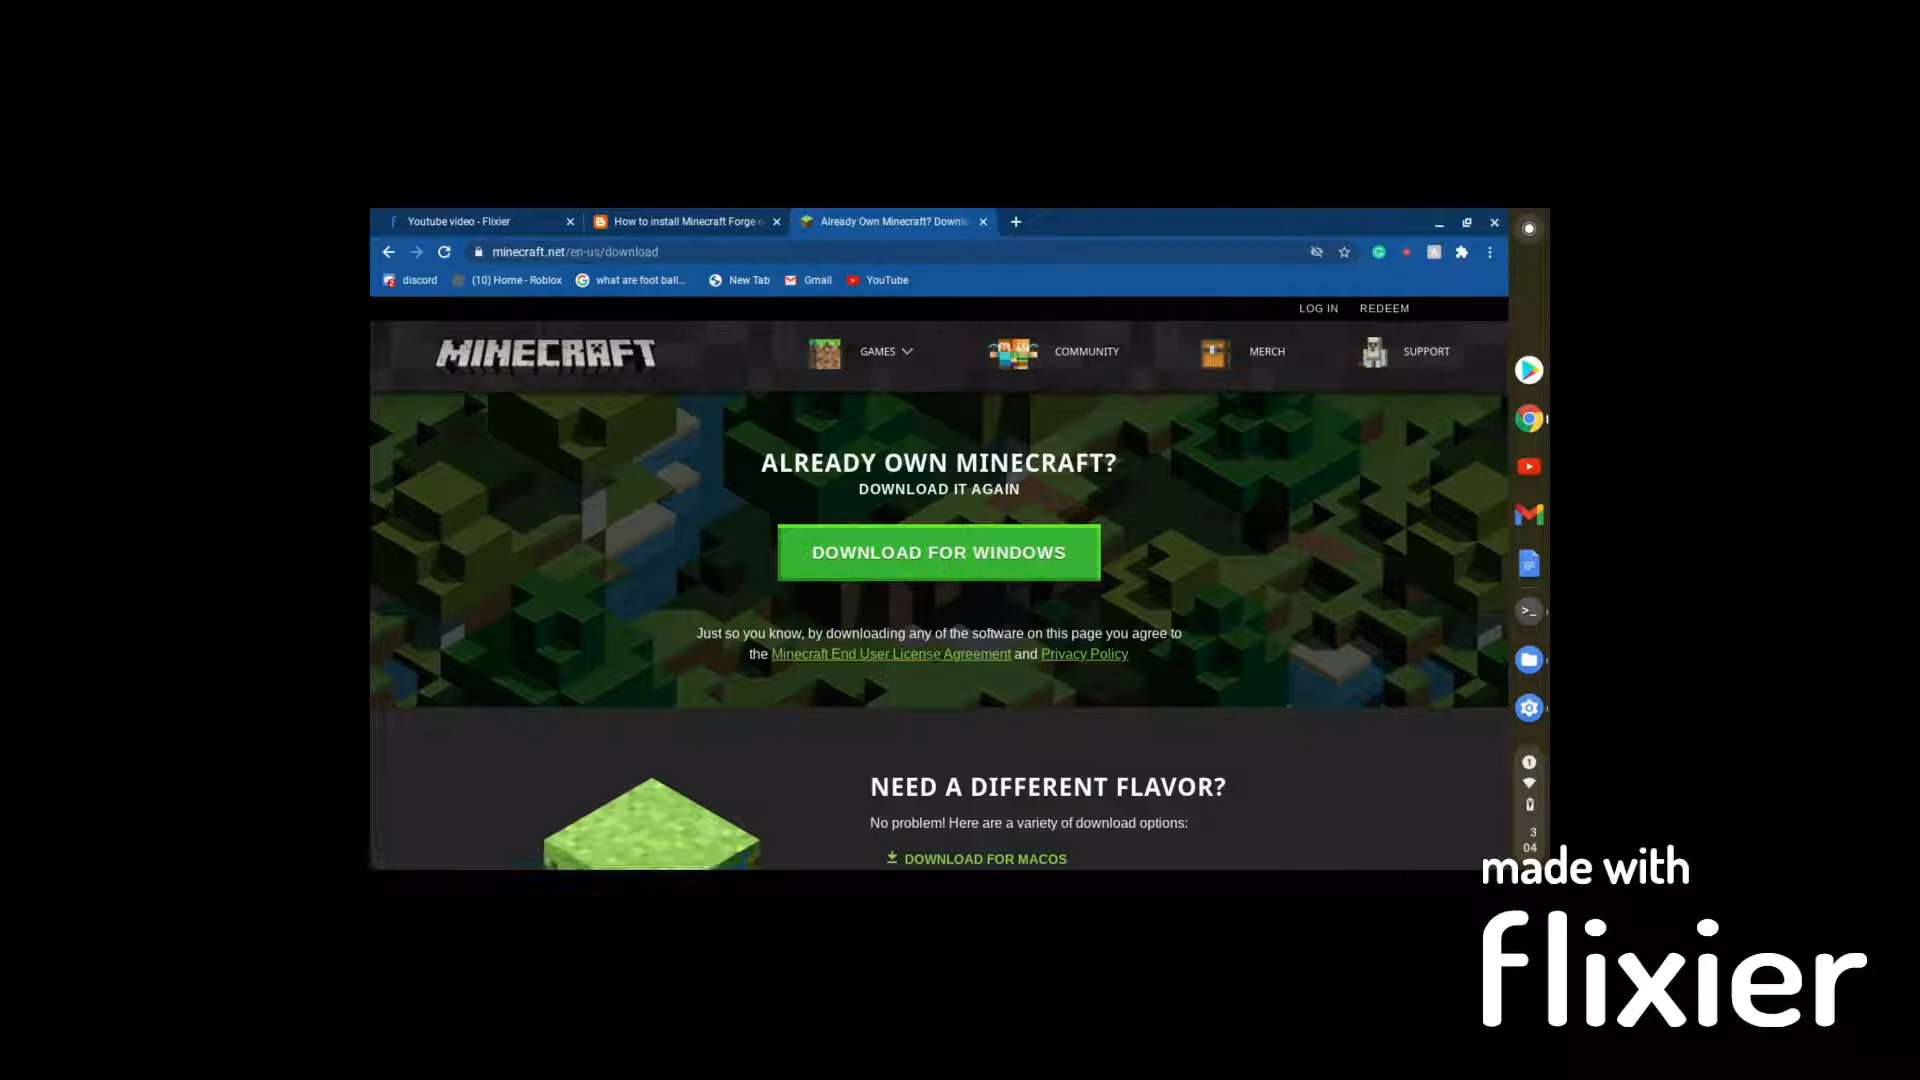 Youtube video - Flixier
How to install Minecraft Forge
Already Own Minecraft? Downlo
minecraft.net/en-us/download
discord
(10) Home - Roblox
what are foot ball...
New Tab
Gmail
YouTube
LOG IN
REDEEM
MINECRAFT
GAMES
COMMUNITY
MERCH
SUPPORT
ALREADY OWN MINECRAFT?
DOWNLOAD IT AGAIN
DOWNLOAD FOR WINDOWS
Just so you know, by downloading any of the software on this page you agree to
the Minecraft End User License Agreement and Privacy Policy
NEED A DIFFERENT FLAVOR?
No problem! Here are a variety of download options:
DOWNLOAD FOR MACOS
1
3
04
made with
flixier